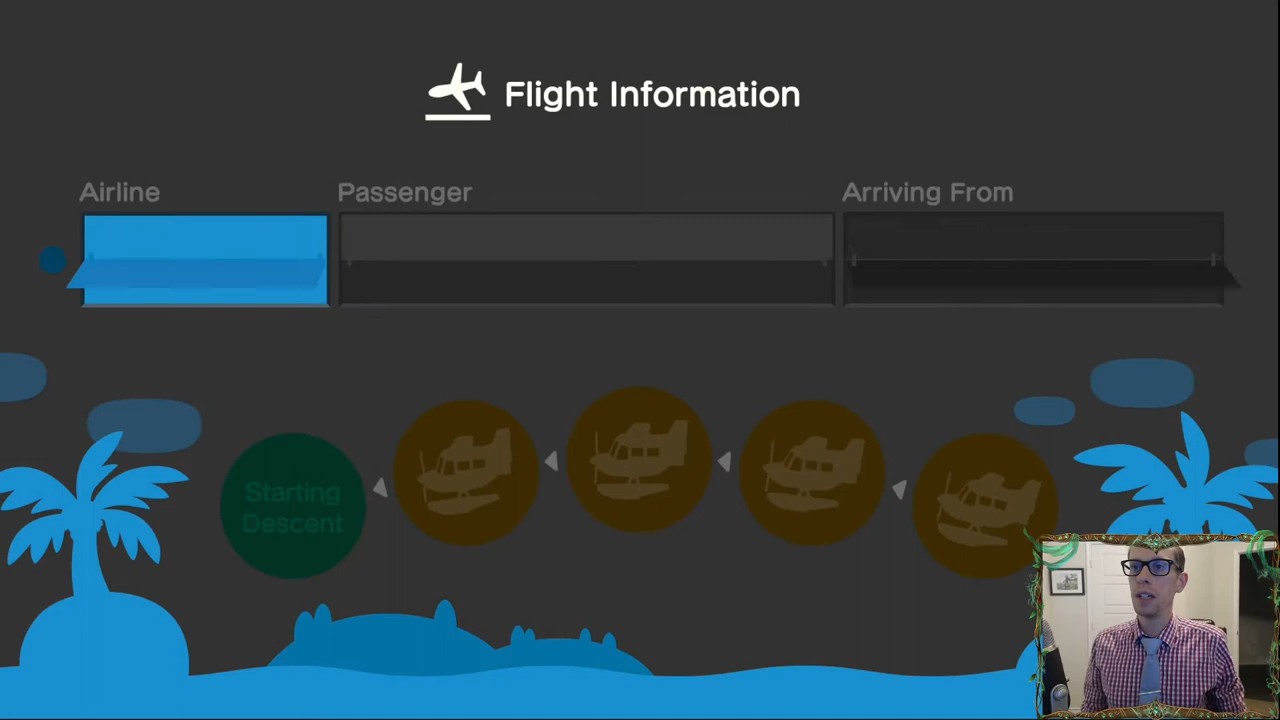 Flight Information
Airline
Passenger
Arriving From
Starting
Descent